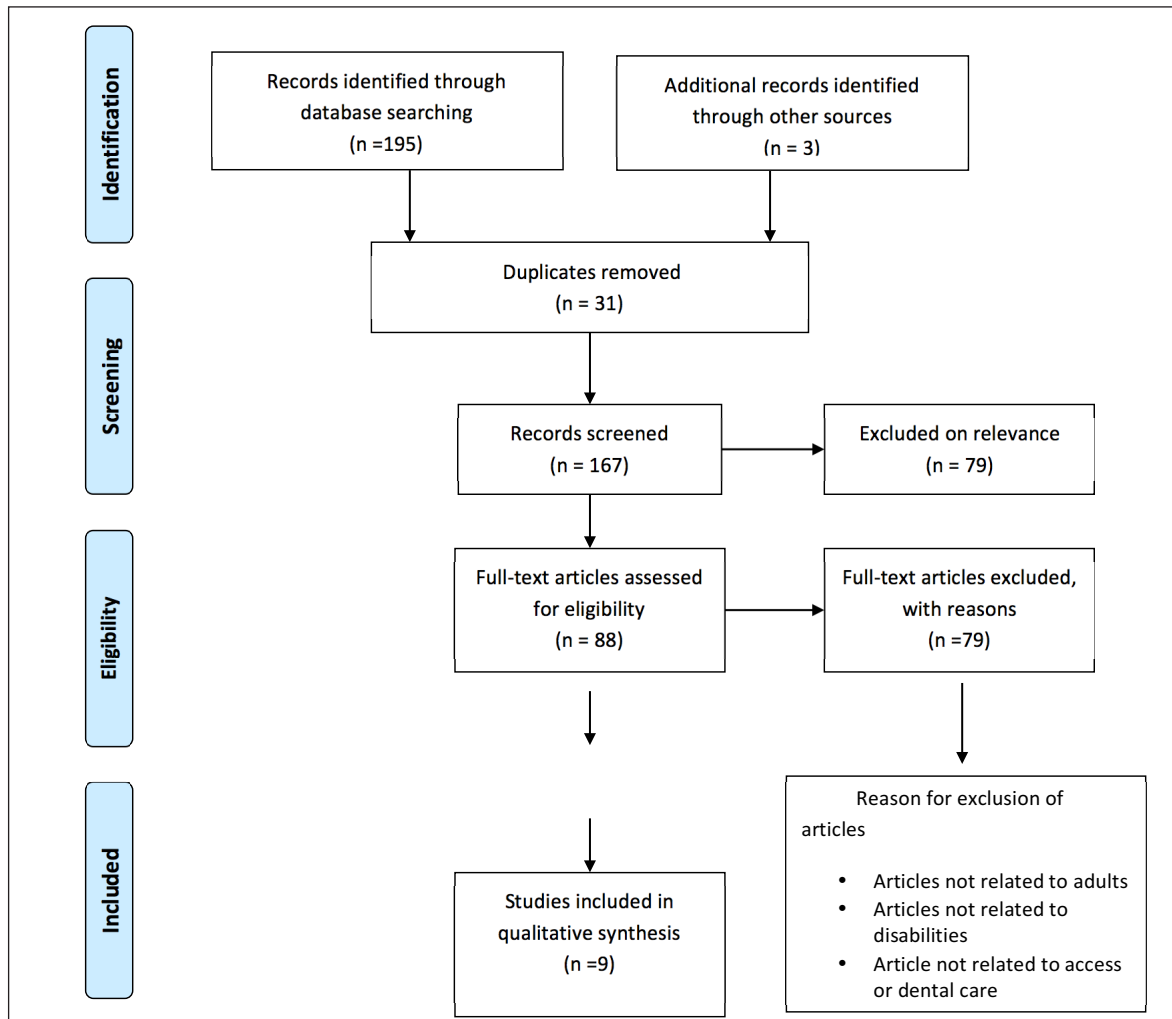 Identification
Records identified through
database searching
(n =195)
Additional records identified
through other sources
(n = 3)
Duplicates removed
(n = 31)
Screening
Records screened
(n = 167)
Excluded on relevance
(n = 79)
Eligibility
Full-text articles assessed
for eligibility
(n = 88)
Full-text articles excluded,
with reasons
(n =79)
Included
Studies included in
qualitative synthesis
(n =9)
Reason for exclusion of
articles
• Articles not related to adults
• Articles not related to
disabilities
• Article not related to access
or dental care